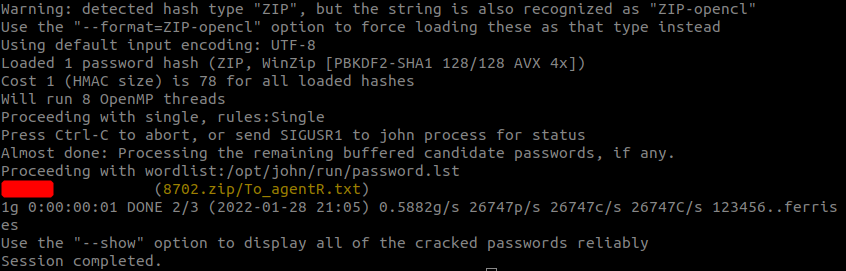 Warning: detected hash type "ZIP", but the string is also recognized as "ZIP-opencl"
Use the "--format=ZIP-opencl" option to force loading these as that type instead
Using default input encoding: UTF-8
Loaded 1 password hash (ZIP, WinZip [PBKDF2-SHA1 128/128 AVX 4x])
Cost 1 (HMAC size) is 78 for all loaded hashes
Will run 8 OpenMP threads
Proceeding with single, rules:Single
Press Ctrl-C to abort, or send SIGUSR1 to john process for status
Almost done: Processing the remaining buffered candidate passwords, if any.
Proceeding with wordlist:/opt/john/run/password.lst
(8702.zip/To_agentR.txt)
1g 0:00:00:01 DONE 2/3 (2022-01-28 21:05) 0.5882g/s 26747p/s 26747c/s 26747C/s 123456..ferris
es
Use the "--show" option to display all of the cracked passwords reliably
Session completed.